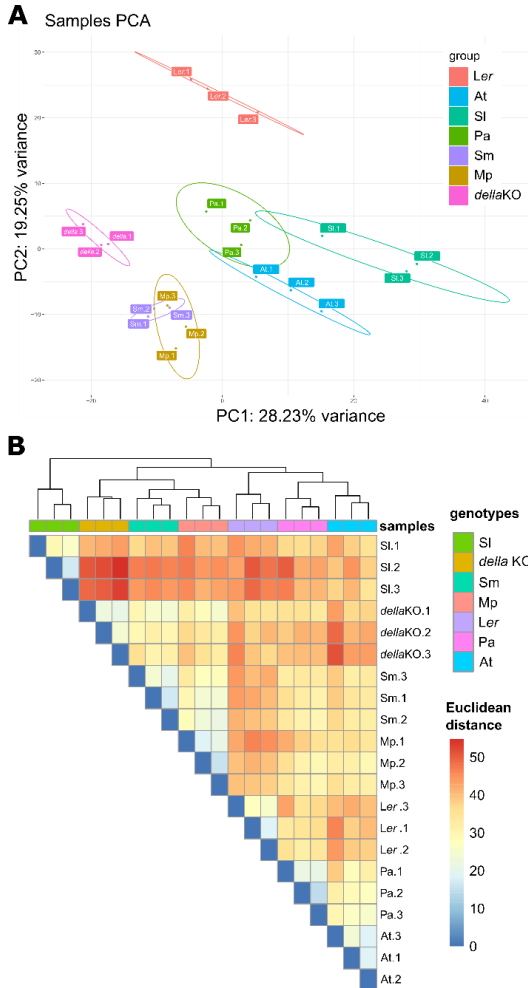 A
Samples PCA
30
20
10
0
−10
−20
−20
0
20
40
PC2: 19.25% variance
PC1: 28.23% variance
Ler.1
Ler.2
Ler.3
Pa.1
Pa.2
Pa.3
Sl.1
Sl.2
Sl.3
At.1
At.2
At.3
della.3
della.1
della.2
Mp.3
Sm.2
Sm.3
Sm.1
Mp.2
Mp.1
group
Ler
At
Sl
Pa
Sm
Mp
dellaKO
B
samples
Sl.1
Sl.2
Sl.3
dellaKO.1
dellaKO.2
dellaKO.3
Sm.3
Sm.1
Sm.2
Mp.1
Mp.2
Mp.3
Ler.3
Ler.1
Ler.2
Pa.1
Pa.2
Pa.3
At.3
At.1
At.2
genotypes
Sl
della KO
Sm
Mp
Ler
Pa
At
Euclidean
distance
50
40
30
20
10
0